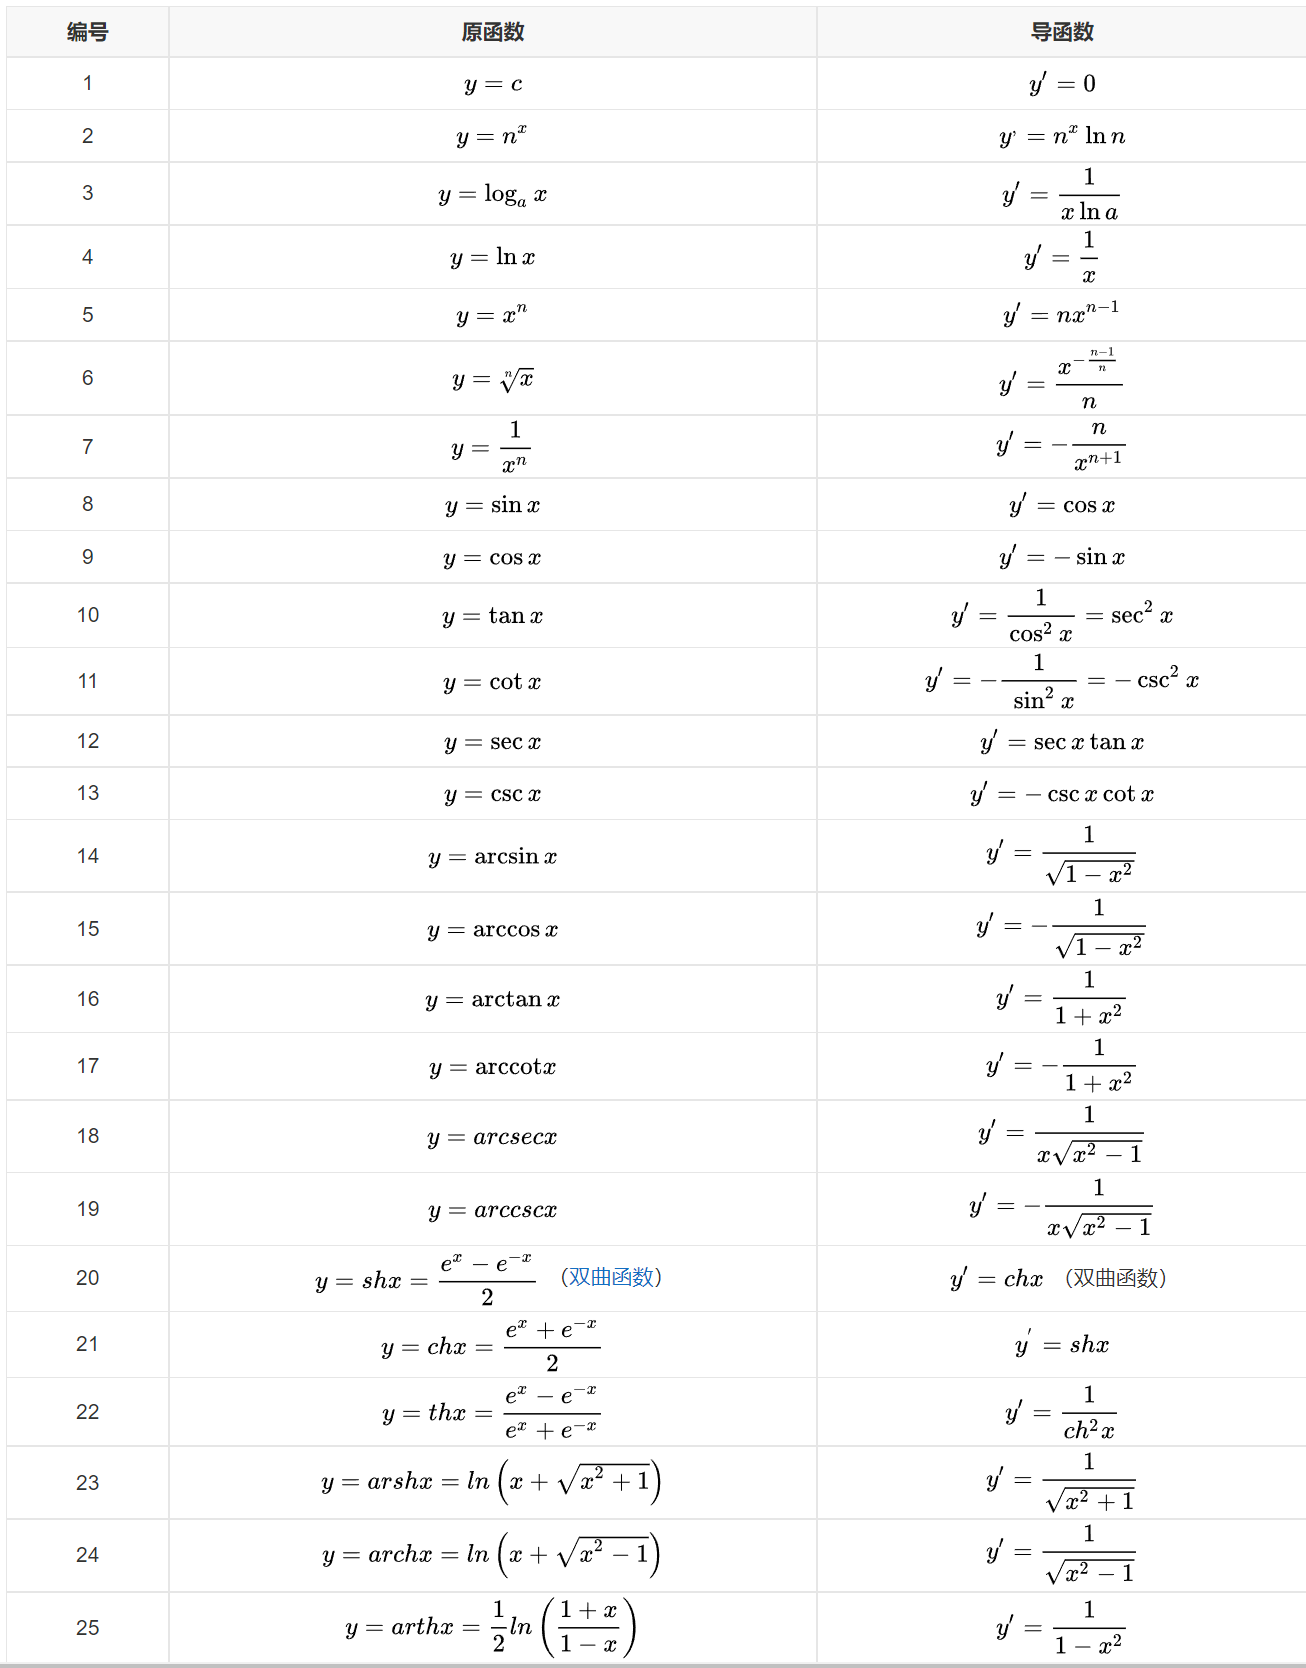 编号 原函数 导函数
1 $y = c$ $y' = 0$
2 $y = n^x$ $y^, = n^x \ln n$
3 $y = \log_a x$ $y' = \frac{1}{x \ln a}$
4 $y = \ln x$ $y' = \frac{1}{x}$
5 $y = x^n$ $y' = nx^{n-1}$
6 $y = \sqrt[n]{x}$ $y' = \frac{x^{-\frac{n-1}{n}}}{n}$
7 $y = \frac{1}{x^n}$ $y' = -\frac{n}{x^{n+1}}$
8 $y = \sin x$ $y' = \cos x$
9 $y = \cos x$ $y' = -\sin x$
10 $y = \tan x$ $y' = \frac{1}{\cos^2 x} = \sec^2 x$
11 $y = \cot x$ $y' = -\frac{1}{\sin^2 x} = -\csc^2 x$
12 $y = \sec x$ $y' = \sec x \tan x$
13 $y = \csc x$ $y' = -\csc x \cot x$
14 $y = \arcsin x$ $y' = \frac{1}{\sqrt{1-x^2}}$
15 $y = \arccos x$ $y' = -\frac{1}{\sqrt{1-x^2}}$
16 $y = \arctan x$ $y' = \frac{1}{1+x^2}$
17 $y = \text{arccot}x$ $y' = -\frac{1}{1+x^2}$
18 $y = arcsecx$ $y' = \frac{1}{x\sqrt{x^2-1}}$
19 $y = arccscx$ $y' = -\frac{1}{x\sqrt{x^2-1}}$
20 $y = shx = \frac{e^x - e^{-x}}{2}$ （双曲函数） $y' = chx$ （双曲函数）
21 $y = chx = \frac{e^x + e^{-x}}{2}$ $y' = shx$
22 $y = thx = \frac{e^x - e^{-x}}{e^x + e^{-x}}$ $y' = \frac{1}{ch^2x}$
23 $y = arshx = ln\left(x + \sqrt{x^2+1}\right)$ $y' = \frac{1}{\sqrt{x^2+1}}$
24 $y = archx = ln\left(x + \sqrt{x^2-1}\right)$ $y' = \frac{1}{\sqrt{x^2-1}}$
25 $y = arthx = \frac{1}{2}ln\left(\frac{1+x}{1-x}\right)$ $y' = \frac{1}{1-x^2}$